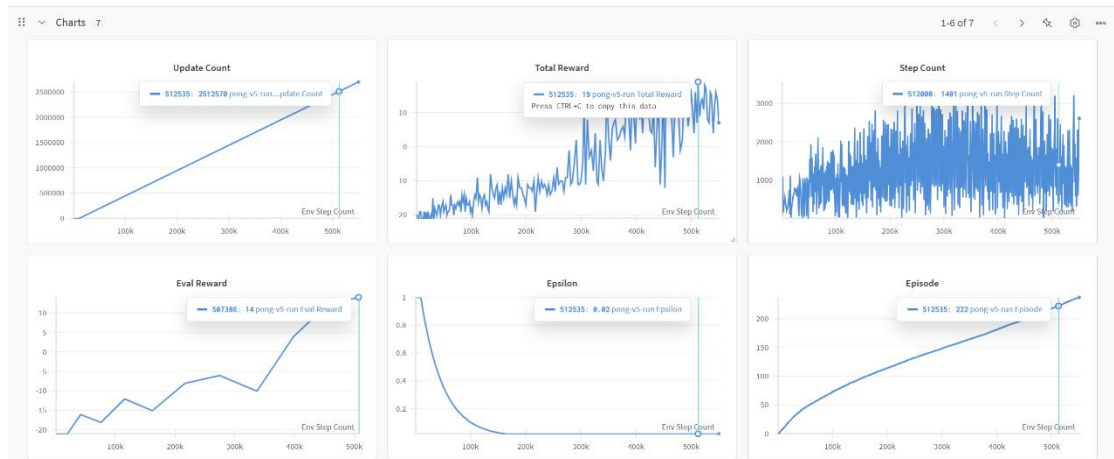 Charts 7
1-6 of 7
Update Count
512535: 2512570 pong-v5-run...pdate Count
2500000
2000000
1500000
1000000
500000
0
100k 200k 300k 400k 500k
Env Step Count
Total Reward
512535: 19 pong-v5-run Total Reward
Press CTRL+C to copy this data
10
0
10
20
100k 200k 300k 400k 500k
Env Step Count
Step Count
512000: 1401 pong-v5-run Step Count
3000
2000
1000
100k 200k 300k 400k 500k
Env Step Count
Eval Reward
507386: 14 pong-v5-run Eval Reward
10
5
0
-5
-10
-15
-20
100k 200k 300k 400k 500k
Env Step Count
Epsilon
512535: 0.02 pong-v5-run Epsilon
1
0.8
0.6
0.4
0.2
100k 200k 300k 400k 500k
Env Step Count
Episode
512535: 222 pong-v5-run Episode
200
150
100
50
0
100k 200k 300k 400k 500k
Env Step Count